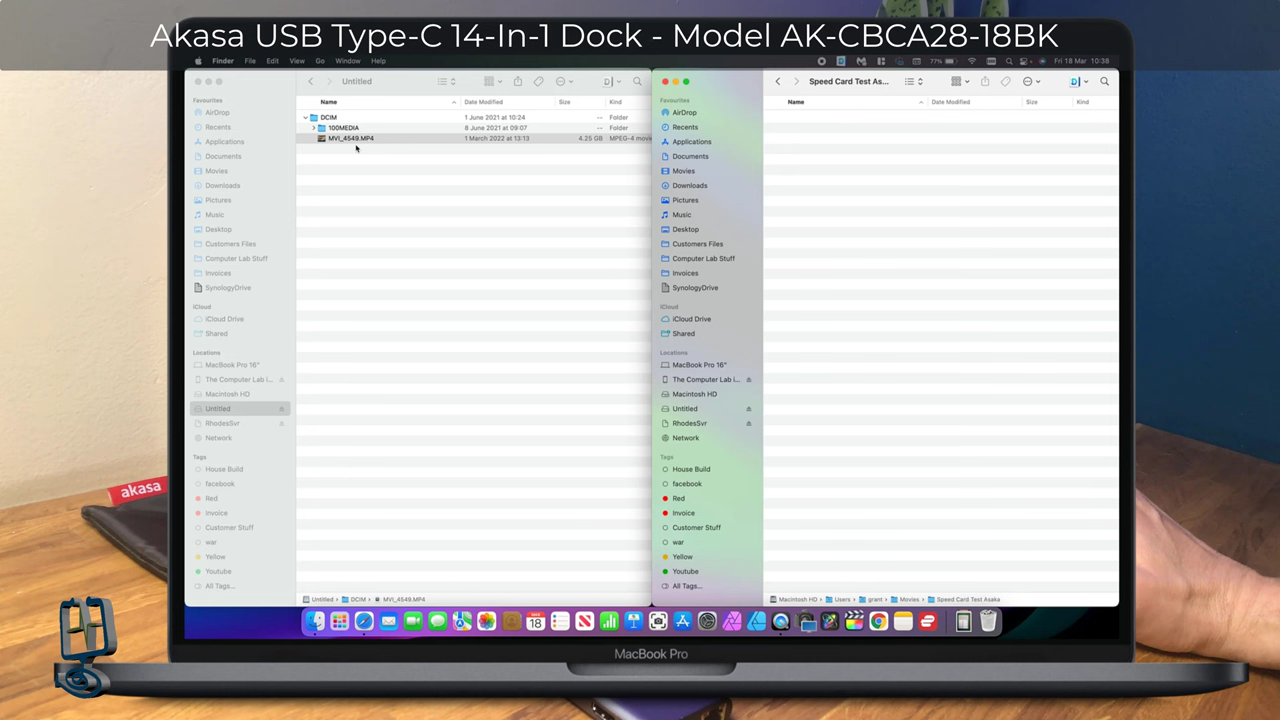 Akasa USB Type-C 14-In-1 Dock - Model AK-CBCA28-18BK
Finder File Edit View Go Window Help
77% Fri 18 Mar 10:38
Untitled
Favourites
AirDrop
Recents
Applications
Documents
Movies
Downloads
Pictures
Music
Desktop
Customers Files
Computer Lab Stuff
Invoices
SynologyDrive
iCloud
iCloud Drive
Shared
Locations
MacBook Pro 16"
The Computer Lab i...
Macintosh HD
Untitled
RhodesSvr
Network
Tags
House Build
facebook
Red
Invoice
Customer Stuff
war
Yellow
Youtube
All Tags...
Name Date Modified Size Kind
DCIM 1 June 2021 at 10:24 -- Folder
100MEDIA 8 June 2021 at 09:07 -- Folder
MVI_4549.MP4 1 March 2022 at 13:13 4.25 GB MPEG-4 movie
Untitled › DCIM › MVI_4549.MP4
Speed Card Test Asa...
Favourites
AirDrop
Recents
Applications
Documents
Movies
Downloads
Pictures
Music
Desktop
Customers Files
Computer Lab Stuff
Invoices
SynologyDrive
iCloud
iCloud Drive
Shared
Locations
MacBook Pro 16"
The Computer Lab i...
Macintosh HD
Untitled
RhodesSvr
Network
Tags
House Build
facebook
Red
Invoice
Customer Stuff
war
Yellow
Youtube
All Tags...
Name Date Modified Size Kind
Macintosh HD › Users › grant › Movies › Speed Card Test Asaka
akasa
MAR
18
MacBook Pro